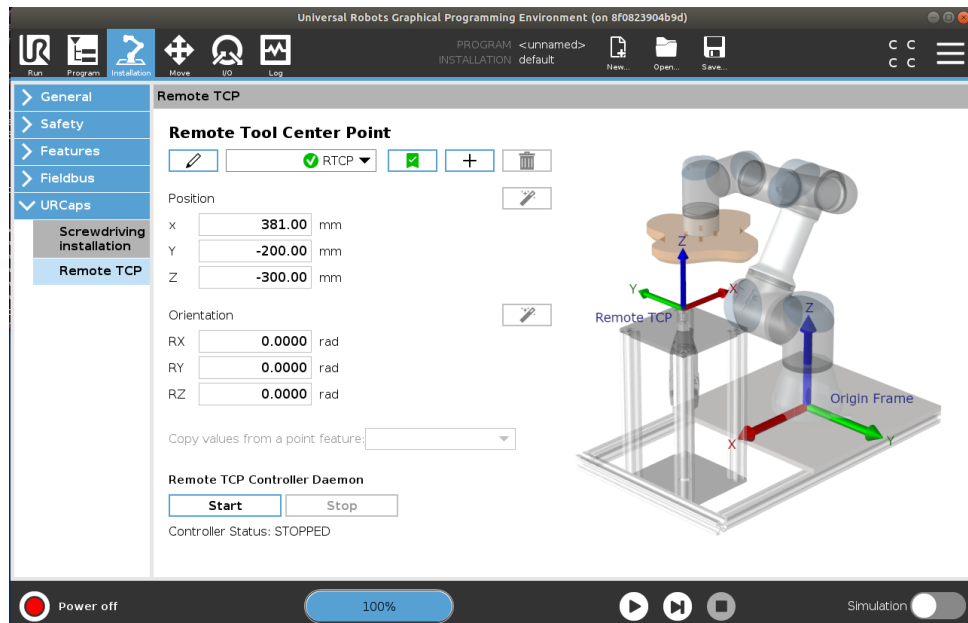 Universal Robots Graphical Programming Environment (on 8f0823904b9d)
UR
Run
Program
Installation
Move
I/O
Log
PROGRAM <unnamed>
INSTALLATION default
New...
Open...
Save...
C C
C C
General
Safety
Features
Fieldbus
URCaps
Screwdriving
installation
Remote TCP
Remote TCP
Remote Tool Center Point
RTCP
Position
X 381.00 mm
Y -200.00 mm
Z -300.00 mm
Orientation
RX 0.0000 rad
RY 0.0000 rad
RZ 0.0000 rad
Copy values from a point feature:
Remote TCP Controller Daemon
Start Stop
Controller Status: STOPPED
Z
Y
X
Remote TCP
Z
Origin Frame
X
Y
Power off
100%
Simulation